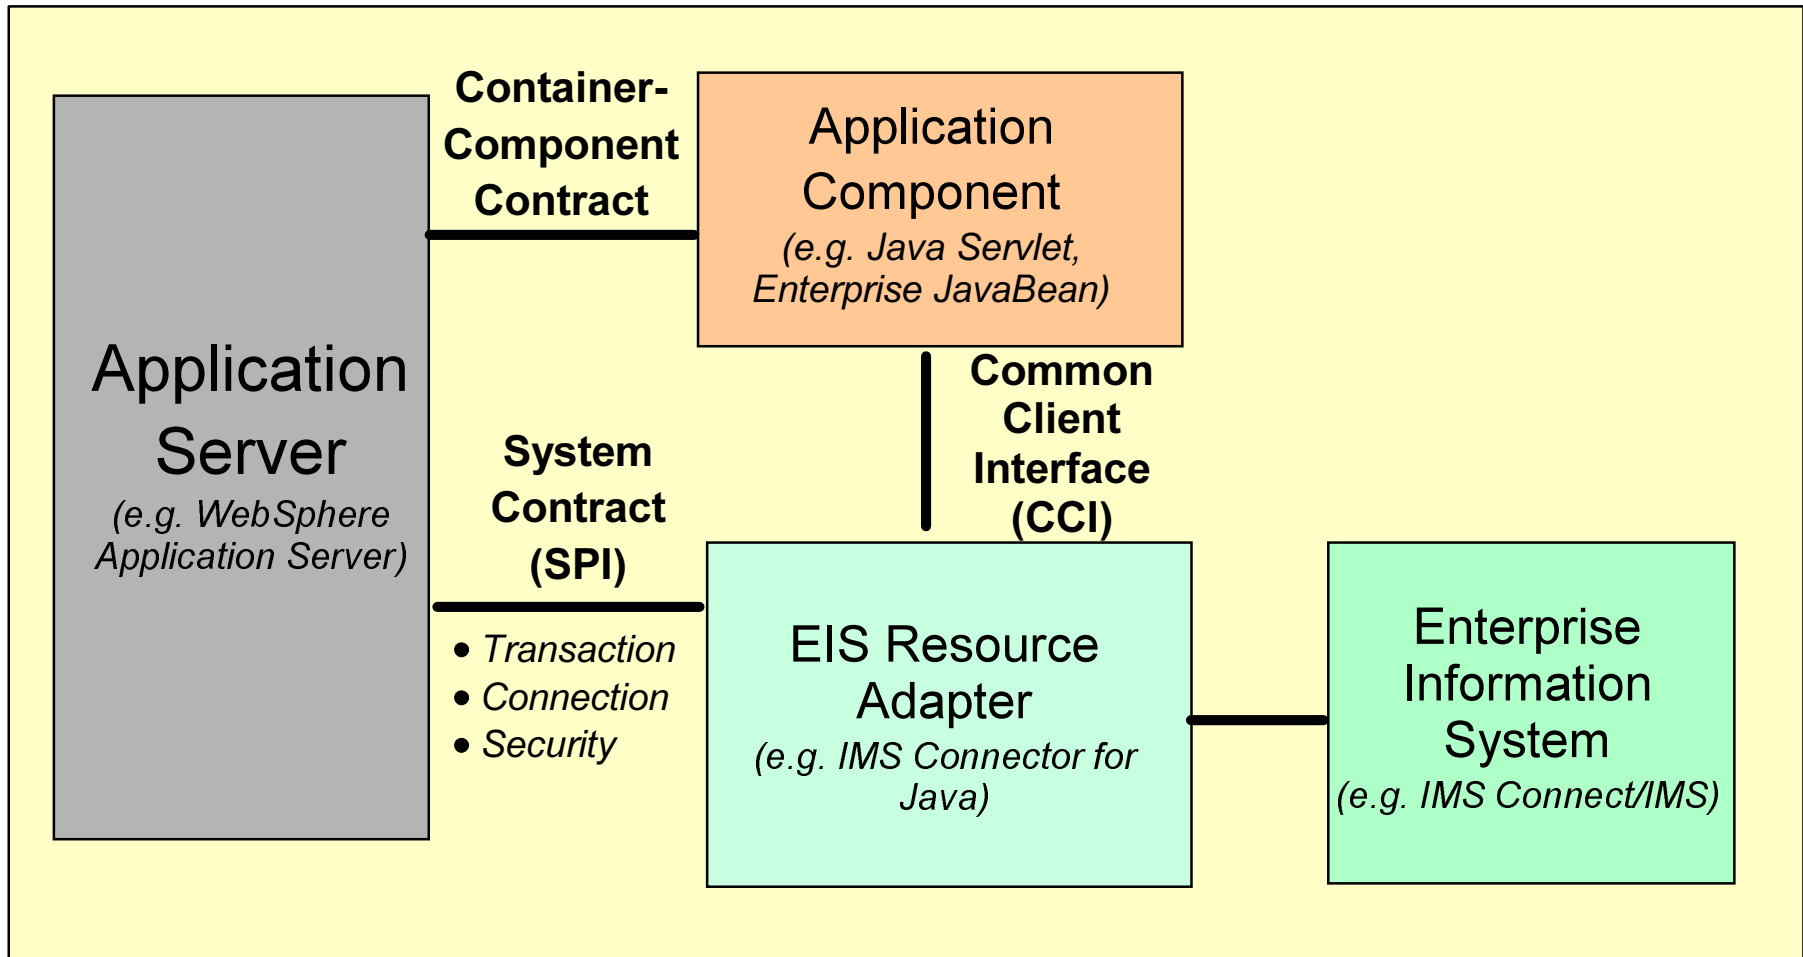 Container-
Component
Contract
Application
Component
(e.g. Java Servlet,
Enterprise JavaBean)
Application
Server
(e.g. WebSphere
Application Server)
Common
Client
Interface
(CCI)
System
Contract
(SPI)
• Transaction
• Connection
• Security
EIS Resource
Adapter
(e.g. IMS Connector for
Java)
Enterprise
Information
System
(e.g. IMS Connect/IMS)